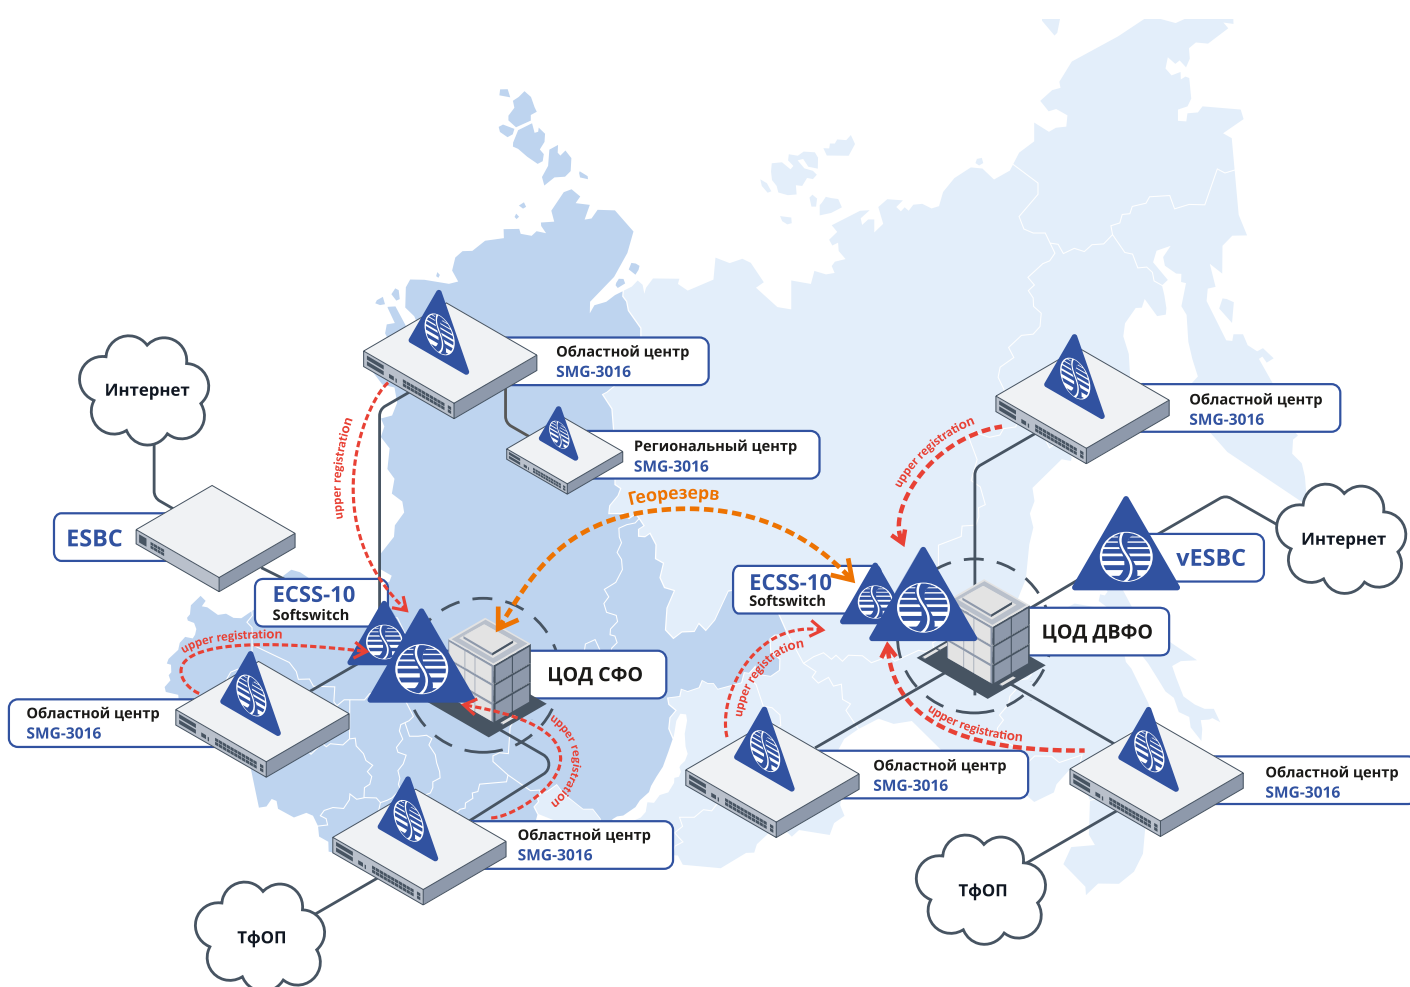 Областной центр
SMG-3016
Интернет
upper registration
Региональный центр
SMG-3016
Георезерв
ESBC
ECSS-10
Softswitch
upper registration
ЦОД СФО
Областной центр
SMG-3016
upper registration
Областной центр
SMG-3016
ТфОП
Областной центр
SMG-3016
upper registration
Интернет
vESBC
ECSS-10
Softswitch
ЦОД ДВФО
upper registration
upper registration
Областной центр
SMG-3016
Областной центр
SMG-3016
ТфОП